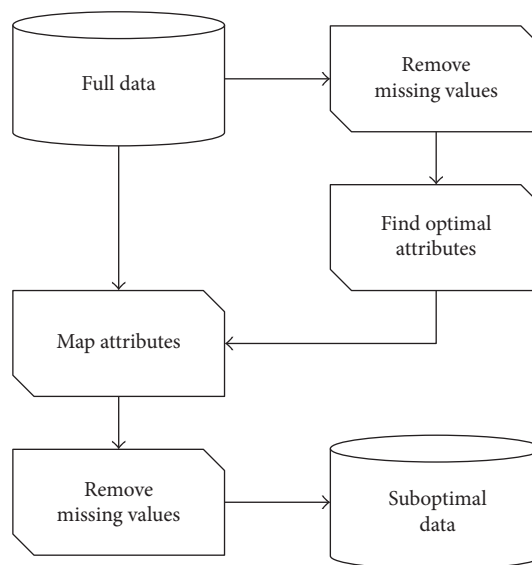 Full data
Remove
missing values
Find optimal
attributes
Map attributes
Remove
missing values
Suboptimal
data